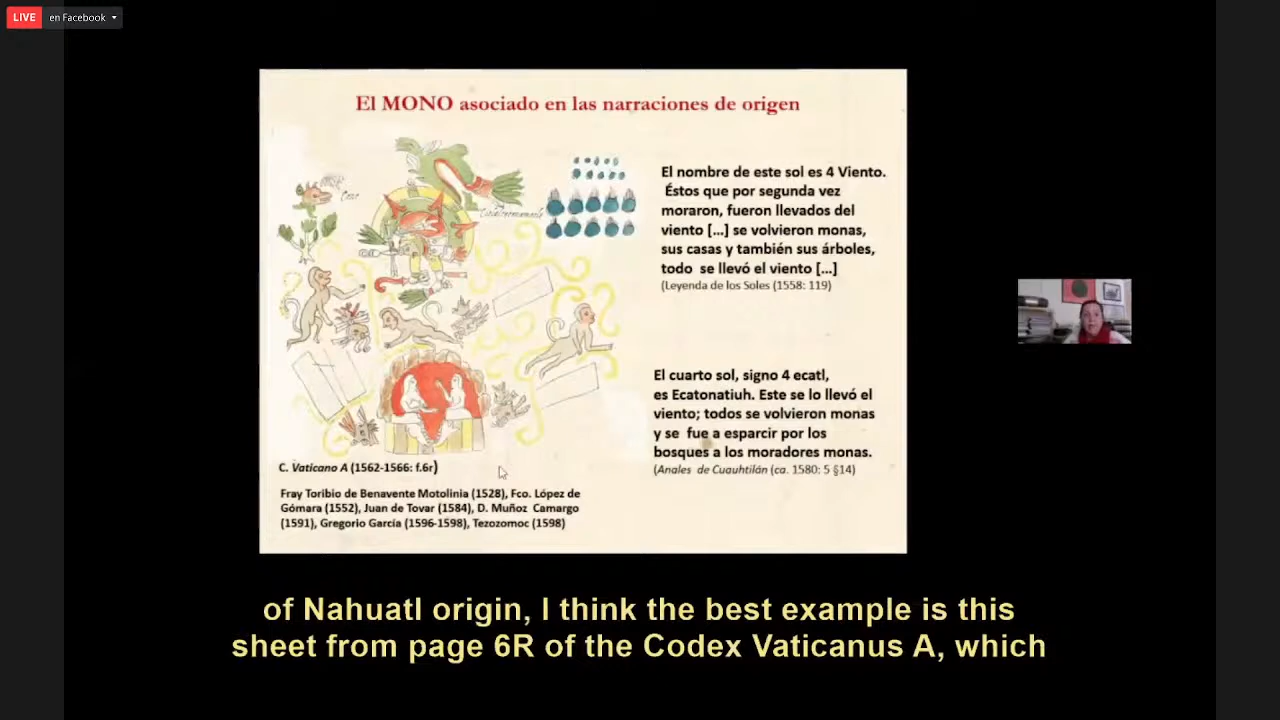 LIVE en Facebook
El MONO asociado en las narraciones de origen
El nombre de este sol es 4 Viento.
Éstos que por segunda vez
moraron, fueron llevados del
viento [...] se volvieron monas,
sus casas y también sus árboles,
todo se llevó el viento [...]
(Leyenda de los Soles (1558: 119)
El cuarto sol, signo 4 ecatl,
es Ecatonatiuh. Este se lo llevó el
viento; todos se volvieron monas
y se fue a esparcir por los
bosques a los moradores monas.
(Anales de Cuauhtilán (ca. 1580: 5 §14)
C. Vaticano A (1562-1566: f.6r)
Fray Toribio de Benavente Motolinia (1528), Fco. López de
Gómara (1552), Juan de Tovar (1584), D. Muñoz Camargo
(1591), Gregorio García (1596-1598), Tezozomoc (1598)
of Nahuatl origin, I think the best example is this
sheet from page 6R of the Codex Vaticanus A, which